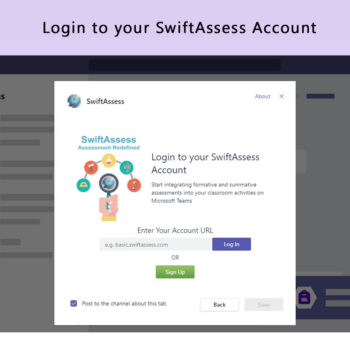 Login to your SwiftAssess Account
SwiftAssess
About
SwiftAssess
Assessment Redefined
Login to your SwiftAssess
Account
Start integrating formative and summative
assessments into your classroom activities on
Microsoft Teams
Enter Your Account URL
e.g. basic.swiftassess.com
Log In
OR
Sign Up
Post to the channel about this tab
Back
Save